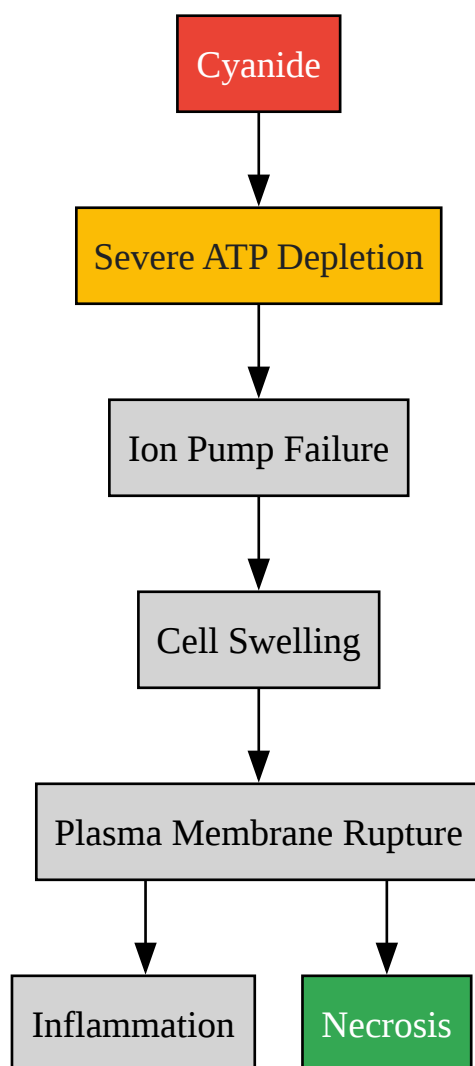 Cyanide
Severe ATP Depletion
Ion Pump Failure
Cell Swelling
Plasma Membrane Rupture
Inflammation
Necrosis